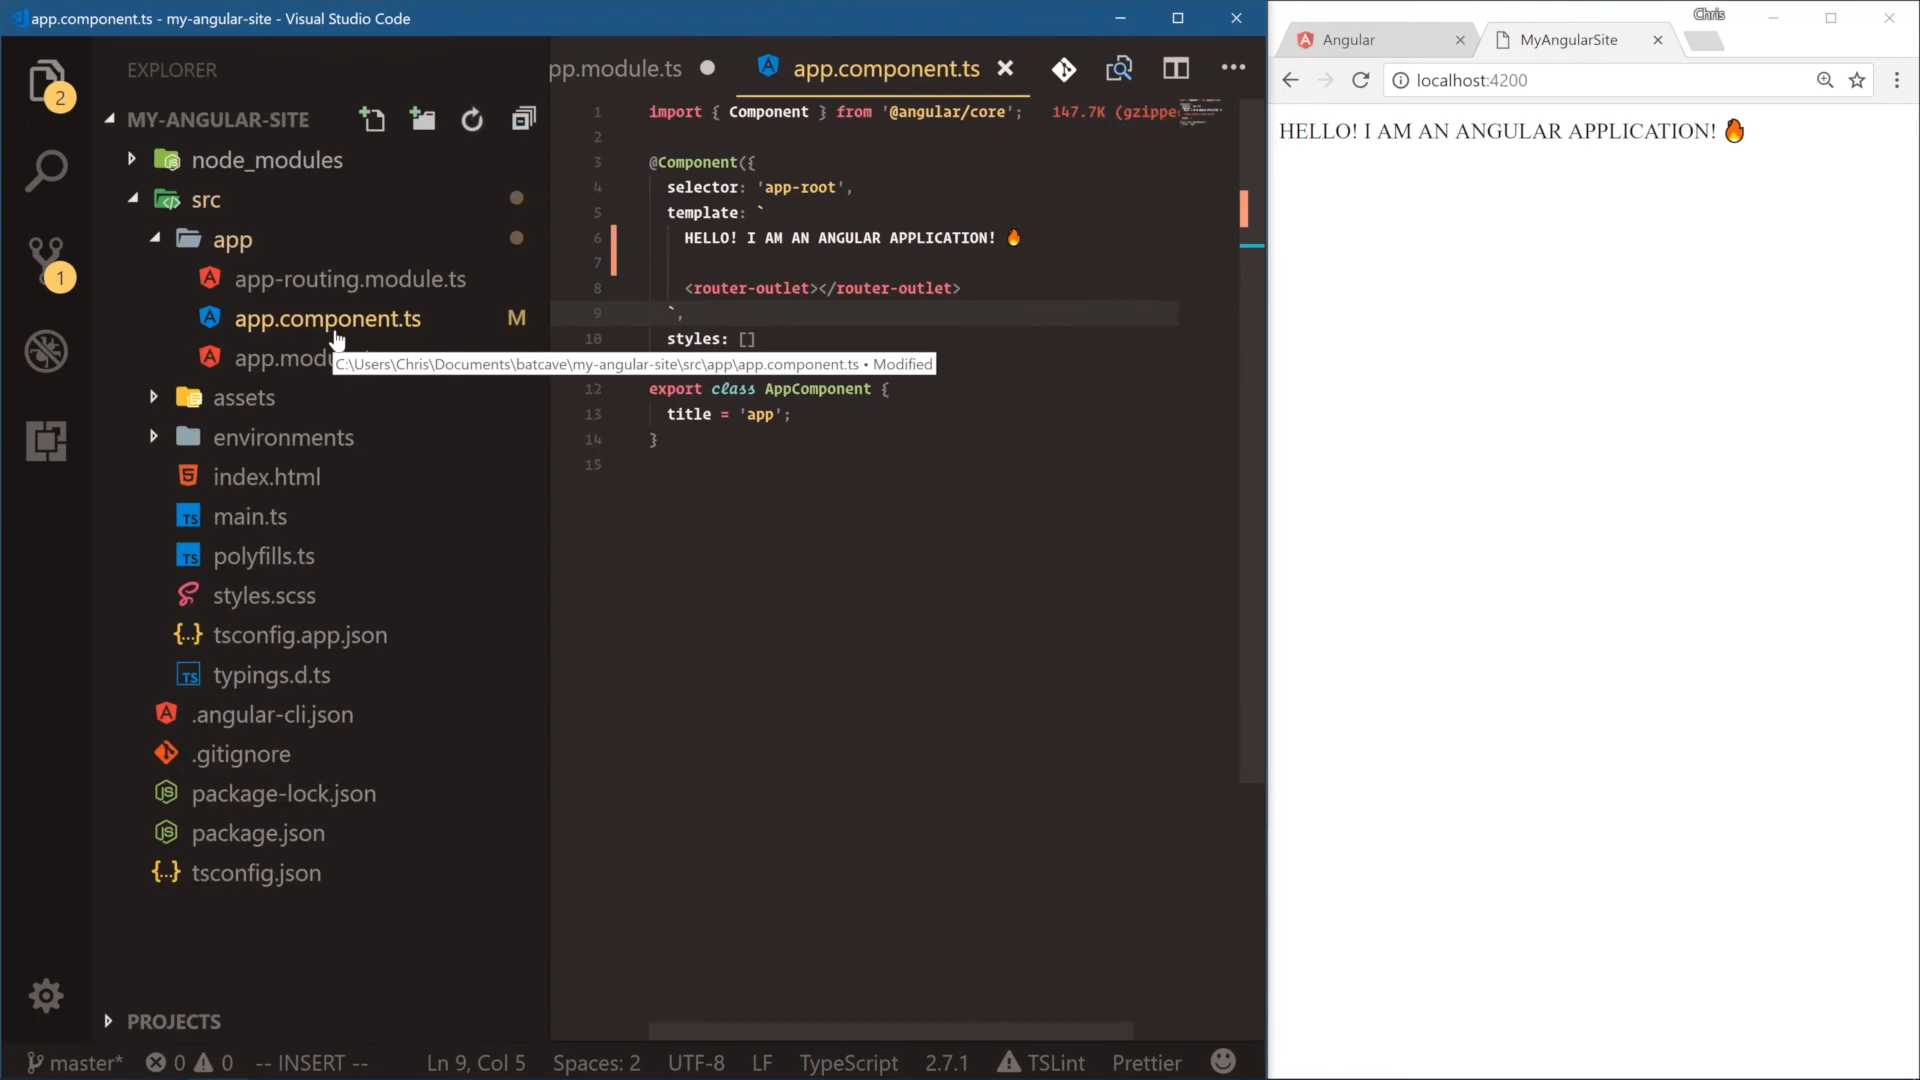 app.component.ts - my-angular-site - Visual Studio Code
2
1
EXPLORER
MY-ANGULAR-SITE
node_modules
src
app
app-routing.module.ts
app.component.ts M
app.modu
C:\Users\Chris\Documents\batcave\my-angular-site\src\app\app.component.ts • Modified
assets
environments
index.html
main.ts
polyfills.ts
styles.scss
tsconfig.app.json
typings.d.ts
.angular-cli.json
.gitignore
package-lock.json
package.json
tsconfig.json
PROJECTS
pp.module.ts
app.component.ts
1 import { Component } from '@angular/core'; 147.7K (gzippe
2
3 @Component({
4 selector: 'app-root',
5 template: `
6 HELLO! I AM AN ANGULAR APPLICATION! 🔥
7
8 <router-outlet></router-outlet>
9 `,
10 styles: []
12 export class AppComponent {
13 title = 'app';
14 }
15
master* 0 0 -- INSERT -- Ln 9, Col 5 Spaces: 2 UTF-8 LF TypeScript 2.7.1 TSLint Prettier
Chris
Angular
MyAngularSite
localhost:4200
HELLO! I AM AN ANGULAR APPLICATION! 🔥